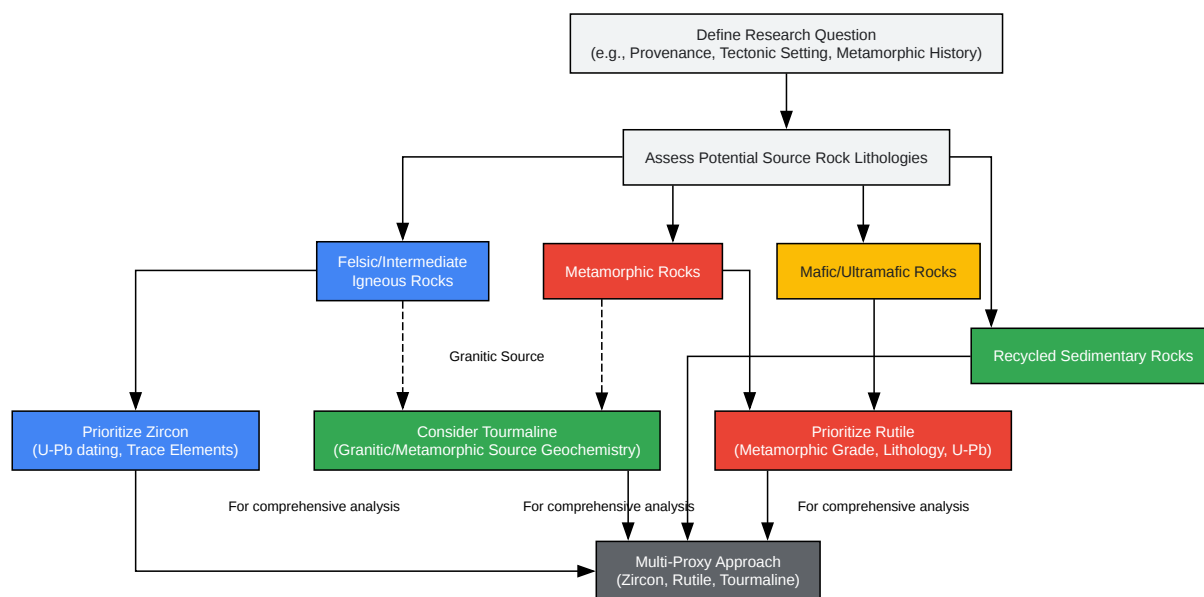 Define Research Question
(e.g., Provenance, Tectonic Setting, Metamorphic History)
Assess Potential Source Rock Lithologies
Felsic/Intermediate
Igneous Rocks
Metamorphic Rocks
Mafic/Ultramafic Rocks
Granitic Source
Recycled Sedimentary Rocks
Prioritize Zircon
(U-Pb dating, Trace Elements)
Consider Tourmaline
(Granitic/Metamorphic Source Geochemistry)
Prioritize Rutile
(Metamorphic Grade, Lithology, U-Pb)
For comprehensive analysis
For comprehensive analysis
For comprehensive analysis
Multi-Proxy Approach
(Zircon, Rutile, Tourmaline)